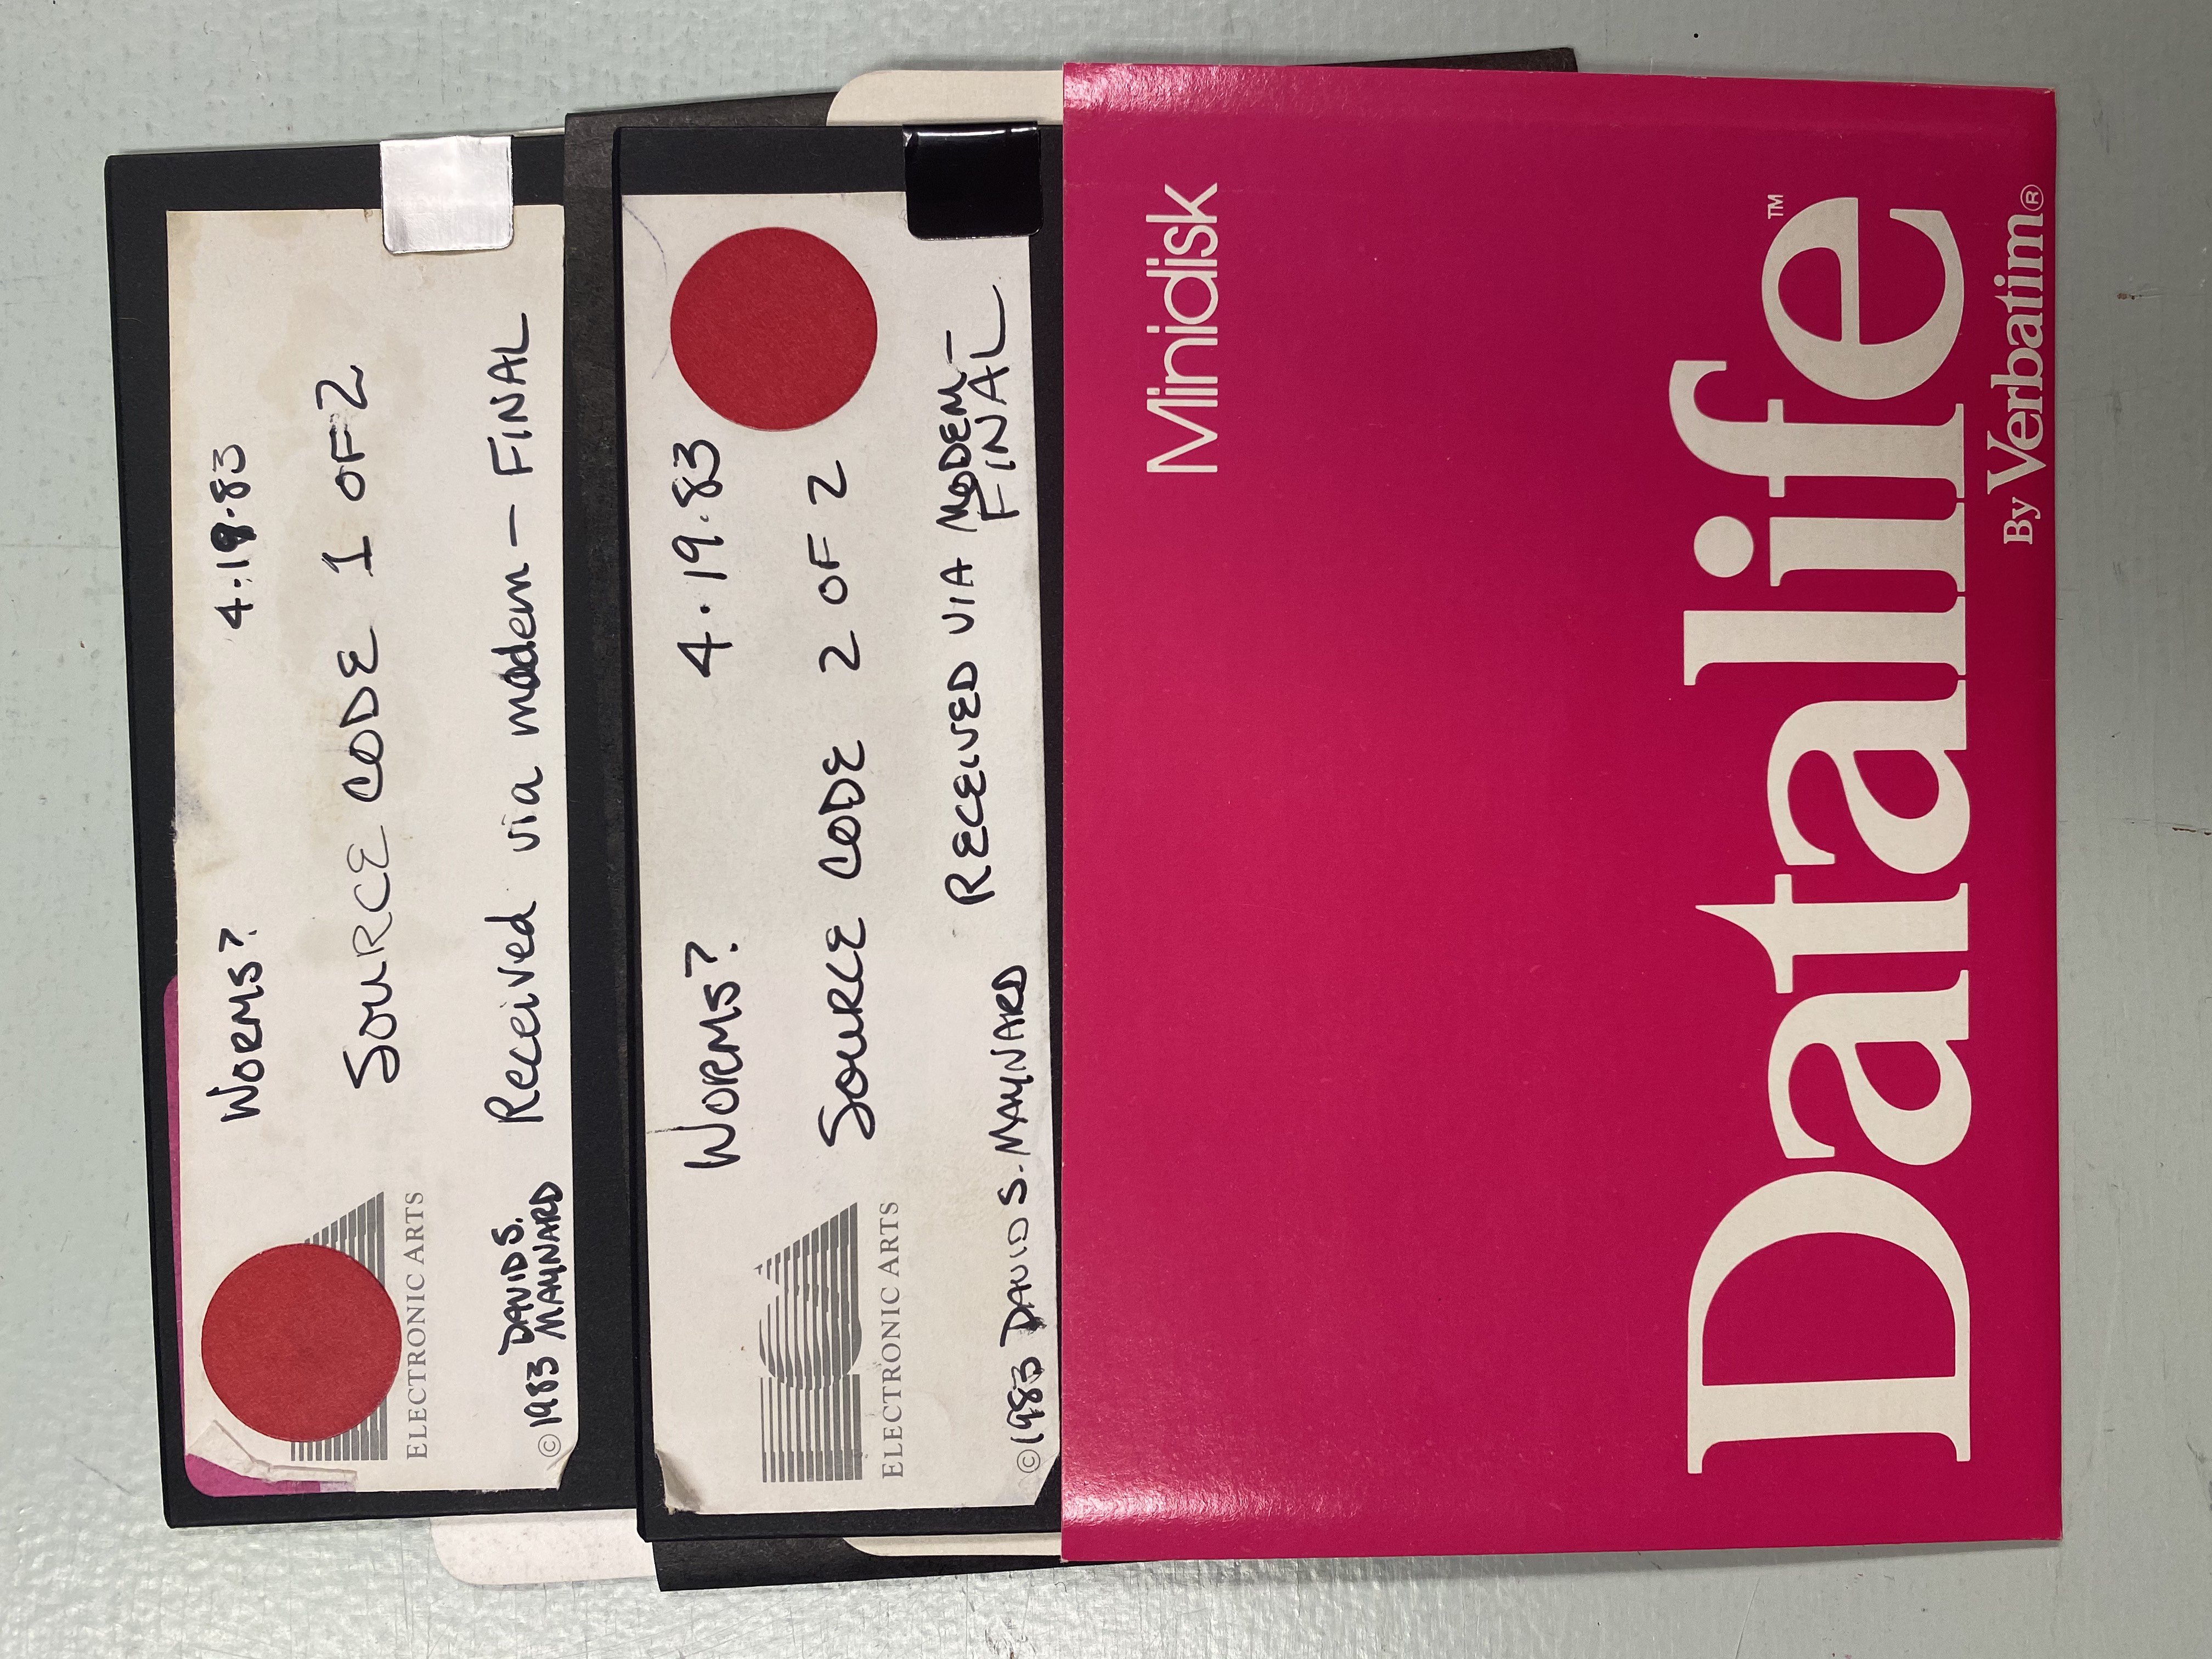 WORMS? 4.19.83
SOURCE CODE 1 OF 2
ELECTRONIC ARTS
Received via modem — FINAL
© 1983 DAVID S.
MAYNARD
WORMS? 4.19.83
SOURCE CODE 2 OF 2
ELECTRONIC ARTS
RECEIVED VIA MODEM —
FINAL
© 1983 DAVID S. MAYNARD
Minidisk
Datalife™
By Verbatim®